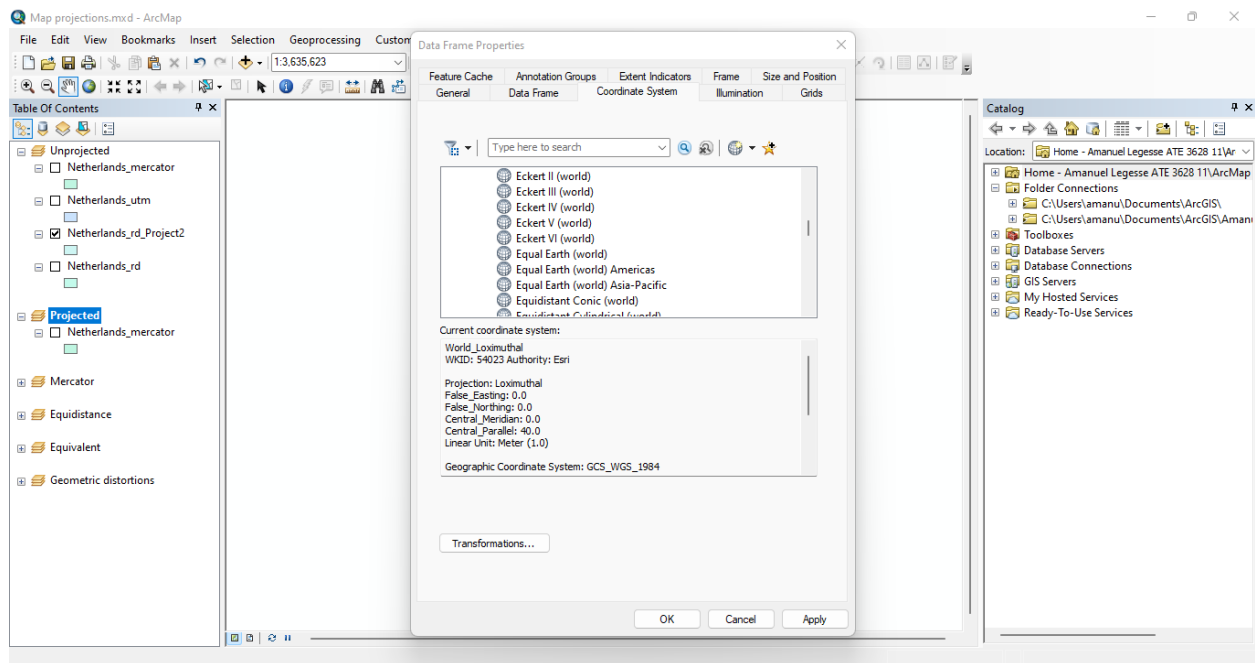 Map projections.mxd - ArcMap
File Edit View Bookmarks Insert Selection Geoprocessing Custom
1:3,635,623
Table Of Contents
Unprojected
Netherlands_mercator
Netherlands_utm
Netherlands_rd_Project2
Netherlands_rd
Projected
Netherlands_mercator
Mercator
Equidistance
Equivalent
Geometric distortions
Data Frame Properties
Feature Cache Annotation Groups Extent Indicators Frame Size and Position
General Data Frame Coordinate System Illumination Grids
Type here to search
Eckert II (world)
Eckert III (world)
Eckert IV (world)
Eckert V (world)
Eckert VI (world)
Equal Earth (world)
Equal Earth (world) Americas
Equal Earth (world) Asia-Pacific
Equidistant Conic (world)
Equidistant Cylindrical (world)
Current coordinate system:
World_Loximuthal
WKID: 54023 Authority: Esri
Projection: Loximuthal
False_Easting: 0.0
False_Northing: 0.0
Central_Meridian: 0.0
Central_Parallel: 40.0
Linear Unit: Meter (1.0)
Geographic Coordinate System: GCS_WGS_1984
Transformations...
OK Cancel Apply
Catalog
Location: Home - Amanuel Legesse ATE 3628 11\Ar
Home - Amanuel Legesse ATE 3628 11\ArcMap
Folder Connections
C:\Users\amanu\Documents\ArcGIS\
C:\Users\amanu\Documents\ArcGIS\Aman
Toolboxes
Database Servers
Database Connections
GIS Servers
My Hosted Services
Ready-To-Use Services